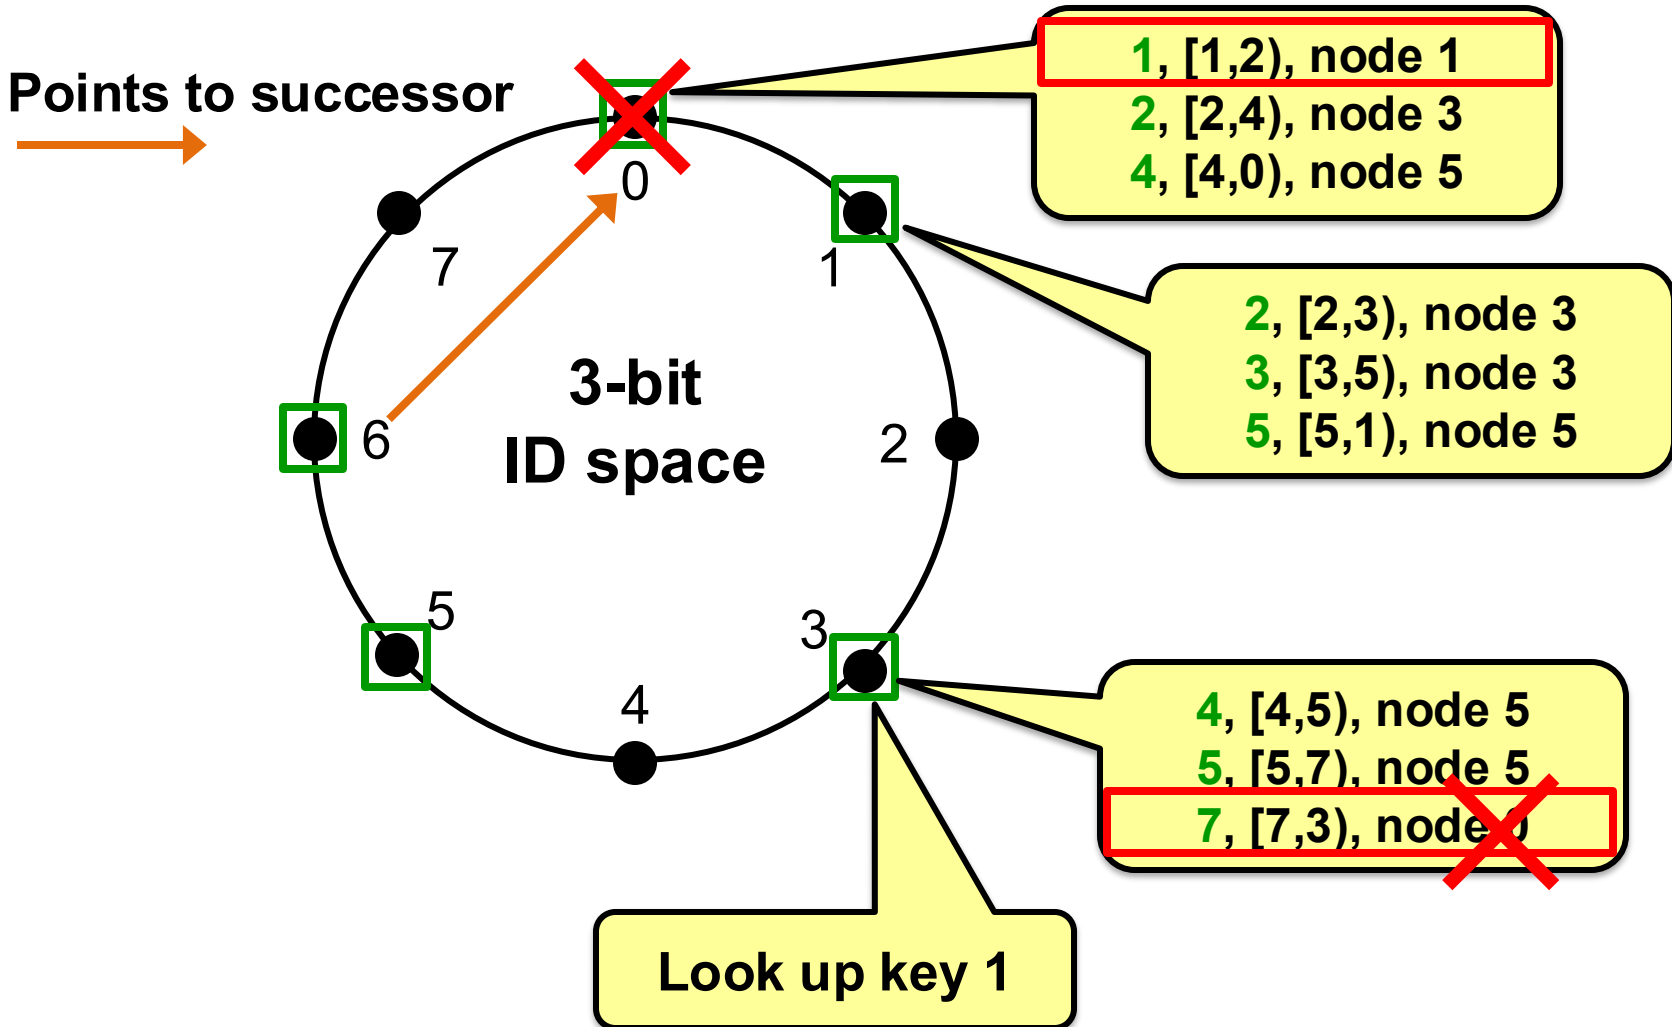 Points to successor
1, [1,2), node 1
2, [2,4), node 3
4, [4,0), node 5
0
7
1
2, [2,3), node 3
3, [3,5), node 3
5, [5,1), node 5
3-bit
ID space
6
2
5
3
4
4, [4,5), node 5
5, [5,7), node 5
7, [7,3), node 0
Look up key 1